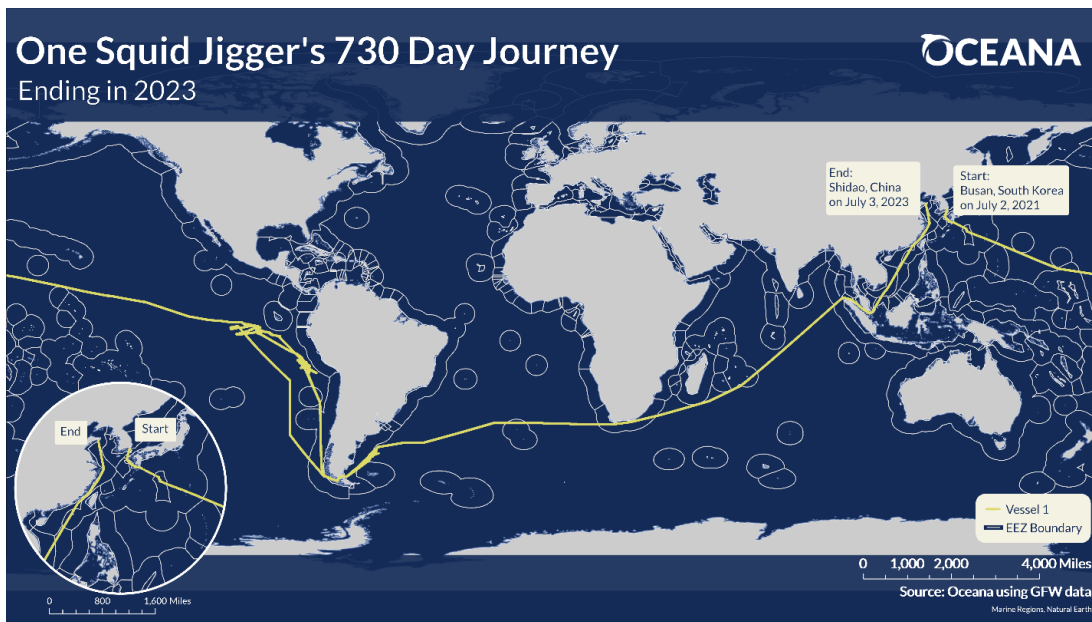 One Squid Jigger's 730 Day Journey
Ending in 2023
OCEANA
End:
Shidao, China
on July 3, 2023
Start:
Busan, South Korea
on July 2, 2021
End
Start
Vessel 1
EEZ Boundary
0 1,000 2,000 4,000 Miles
0 800 1,600 Miles
Source: Oceana using GFW data
Marine Regions, Natural Earth